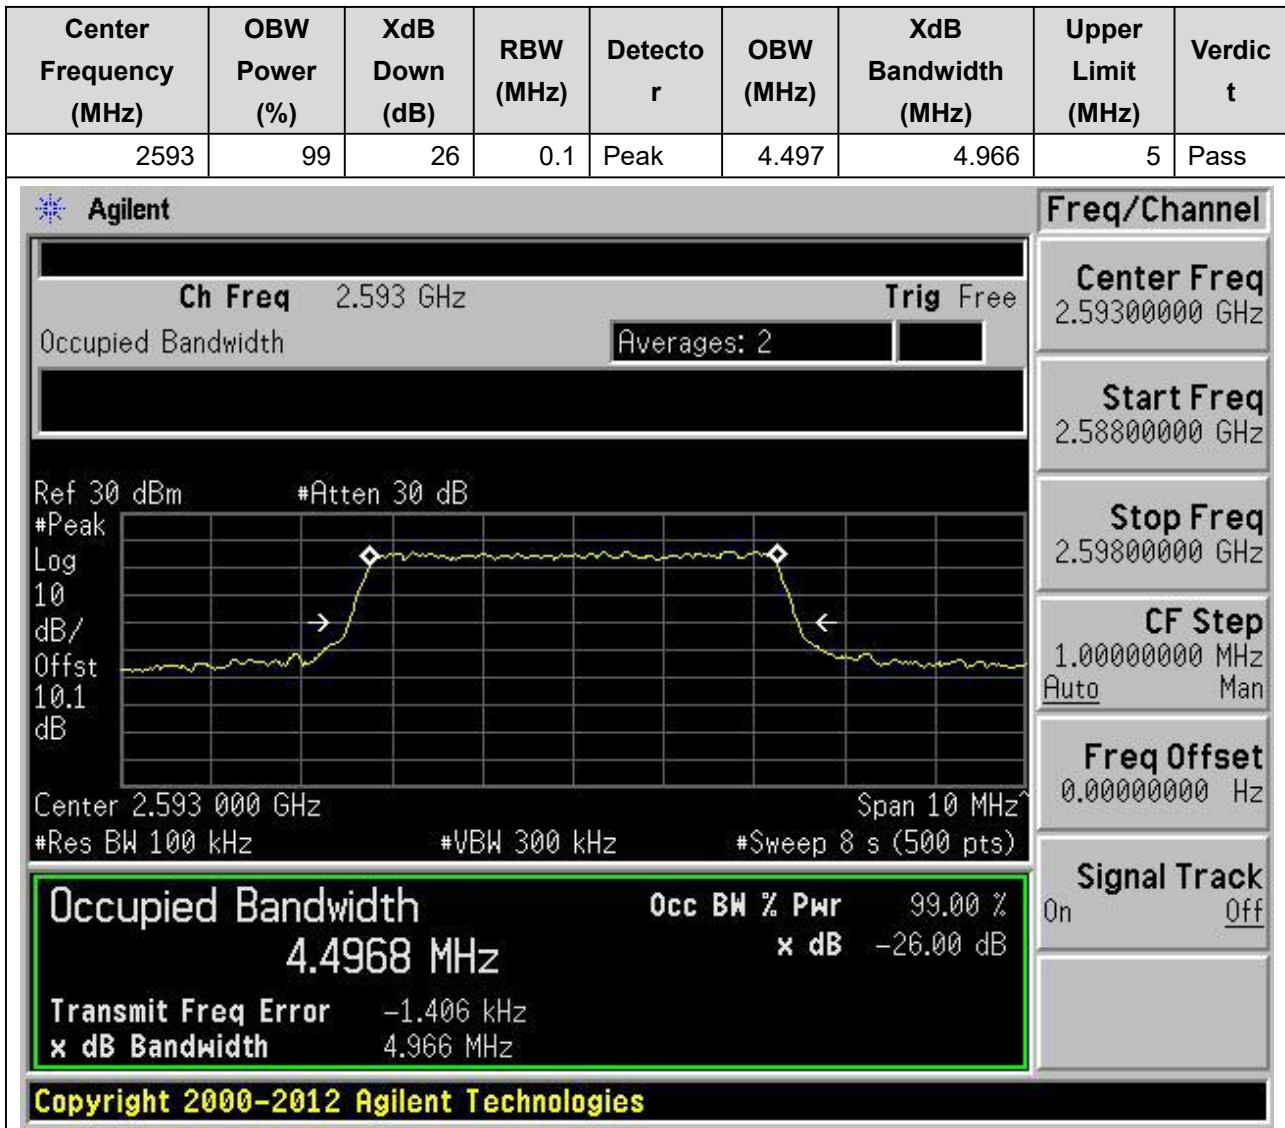 Center Frequency (MHz) OBW Power (%) XdB Down (dB) RBW (MHz) Detecto r OBW (MHz) XdB Bandwidth (MHz) Upper Limit (MHz) Verdic t
2593 99 26 0.1 Peak 4.497 4.966 5 Pass
Agilent
Freq/Channel
Ch Freq 2.593 GHz Trig Free
Occupied Bandwidth Averages: 2
Ref 30 dBm #Atten 30 dB
#Peak
Log
10
dB/
Offst
10.1
dB
Center 2.593 000 GHz Span 10 MHz^
#Res BW 100 kHz #VBW 300 kHz #Sweep 8 s (500 pts)
Occupied Bandwidth Occ BW % Pwr 99.00 %
4.4968 MHz x dB -26.00 dB
Transmit Freq Error -1.406 kHz
x dB Bandwidth 4.966 MHz
Center Freq
2.59300000 GHz
Start Freq
2.58800000 GHz
Stop Freq
2.59800000 GHz
CF Step
1.00000000 MHz
Auto Man
Freq Offset
0.00000000 Hz
Signal Track
On Off
Copyright 2000-2012 Agilent Technologies